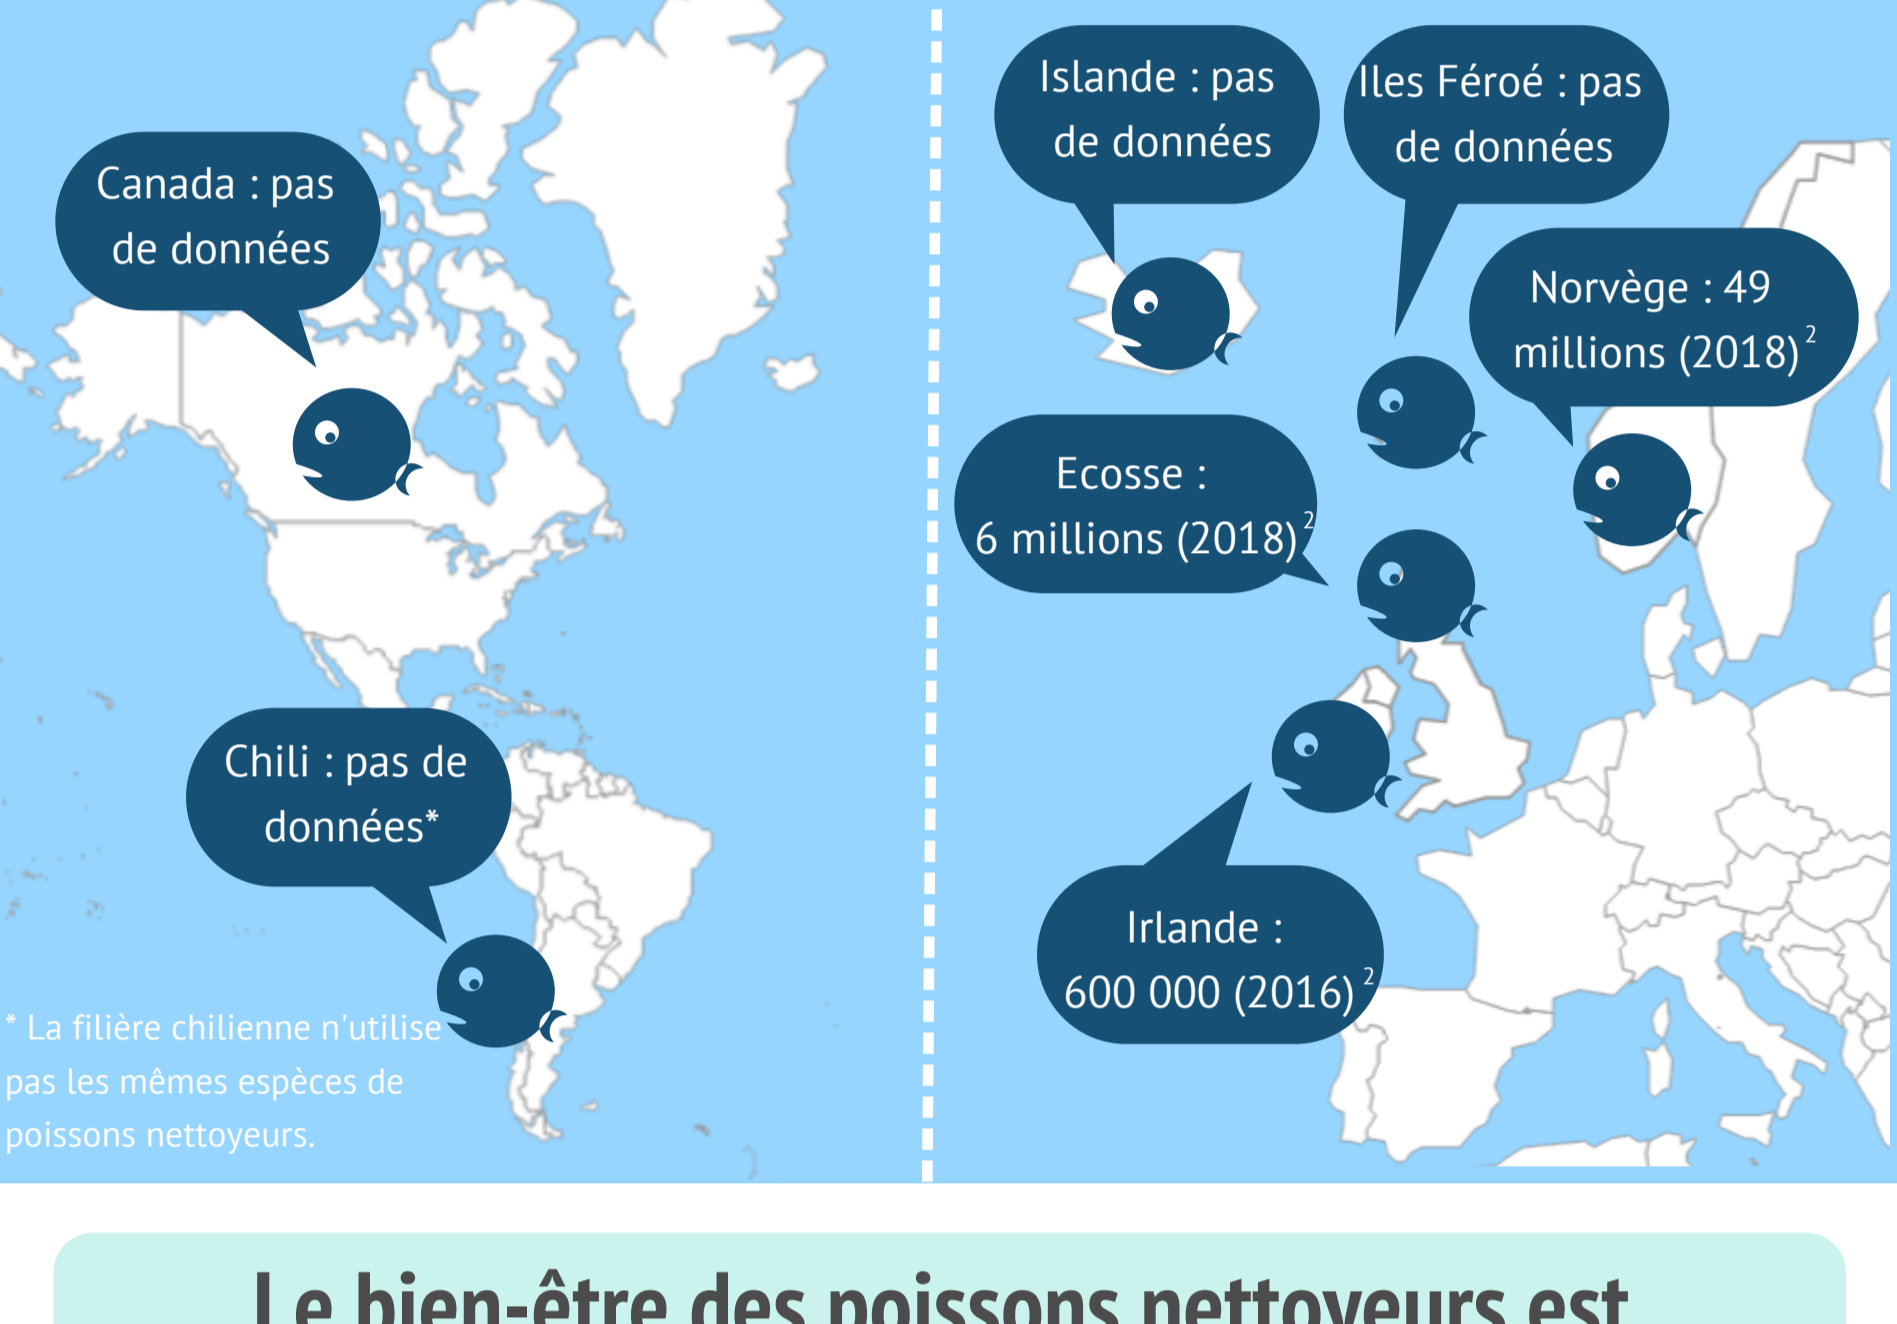 Canada : pas
de données
Chili : pas de
données*
* La filière chilienne n'utilise
pas les mêmes espèces de
poissons nettoyeurs.
Islande : pas
de données
Iles Féroé : pas
de données
Norvège : 49
millions (2018)²
Ecosse :
6 millions (2018)²
Irlande :
600 000 (2016)²
Le bien-être des poissons nettoyeurs est